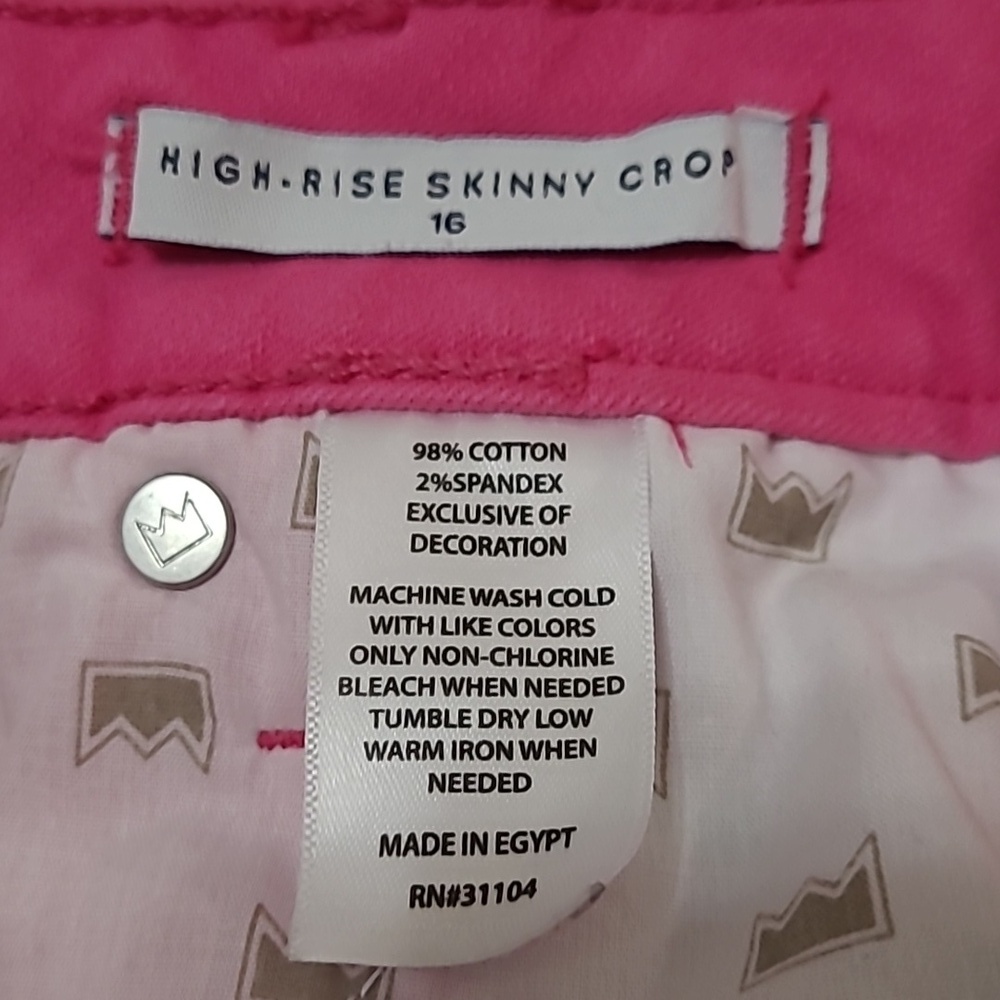 HIGH-RISE SKINNY CROP
16
98% COTTON
2%SPANDEX
EXCLUSIVE OF
DECORATION
MACHINE WASH COLD
WITH LIKE COLORS
ONLY NON-CHLORINE
BLEACH WHEN NEEDED
TUMBLE DRY LOW
WARM IRON WHEN
NEEDED
MADE IN EGYPT
RN#31104